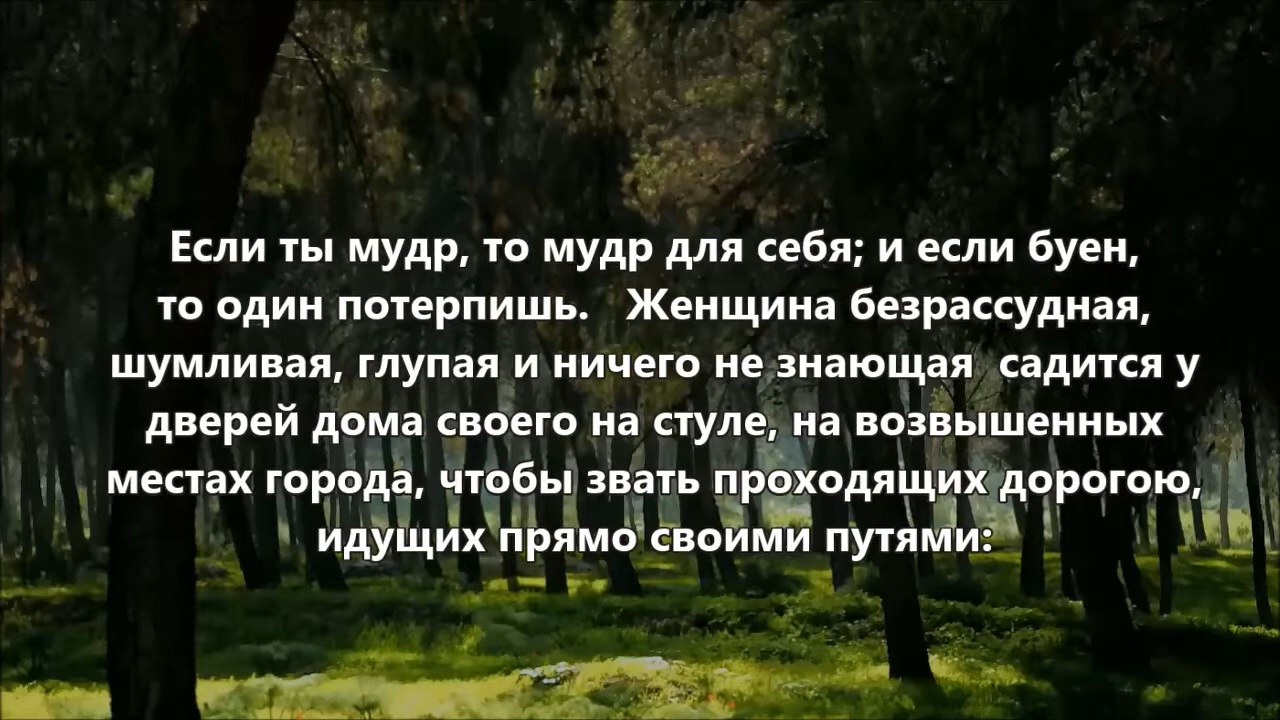 Если ты мудр, то мудр для себя; и если буен,
то один потерпишь.   Женщина безрассудная,
шумливая, глупая и ничего не знающая  садится у
дверей дома своего на стуле, на возвышенных
местах города, чтобы звать проходящих дорогою,
идущих прямо своими путями: